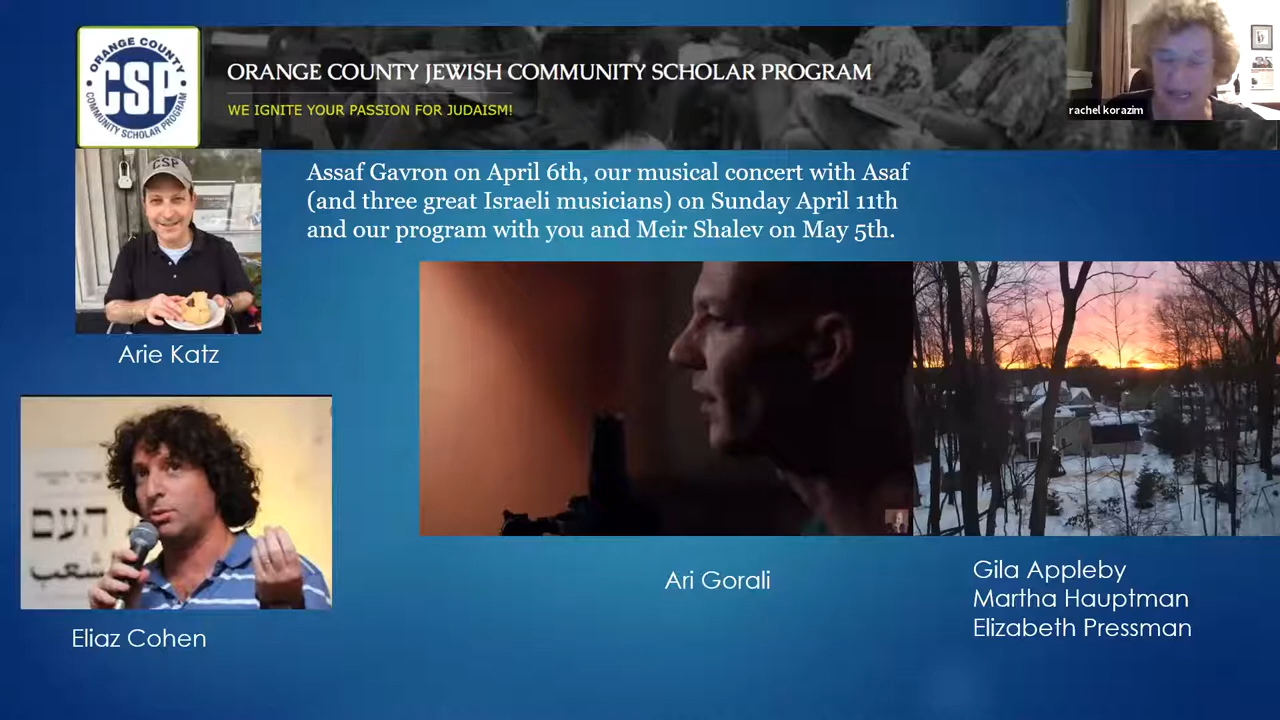 ORANGE COUNTY
CSP
COMMUNITY SCHOLAR PROGRAM
ORANGE COUNTY JEWISH COMMUNITY SCHOLAR PROGRAM
WE IGNITE YOUR PASSION FOR JUDAISM!
rachel korazim
CSP
Assaf Gavron on April 6th, our musical concert with Asaf
(and three great Israeli musicians) on Sunday April 11th
and our program with you and Meir Shalev on May 5th.
Arie Katz
העם
الشعب
Eliaz Cohen
Ari Gorali
Gila Appleby
Martha Hauptman
Elizabeth Pressman